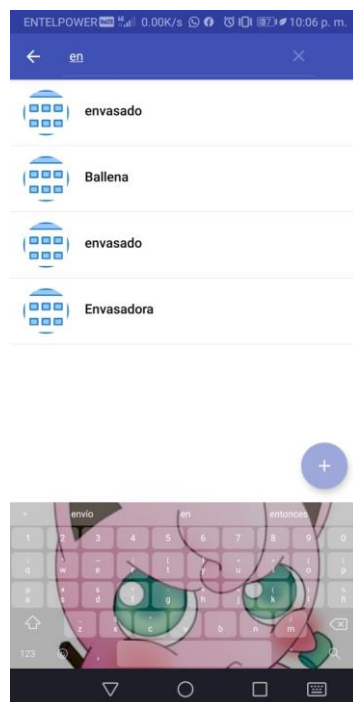 ENTELPOWER 0.00K/s 87 10:06 p. m.
en
envasado
Ballena
envasado
Envasadora
+
envío en entonces
1 2 3 4 5 6 7 8 9 0
q w e r t y u i o p
a s d f g h j k l ñ
z x c v b n m
123 ,